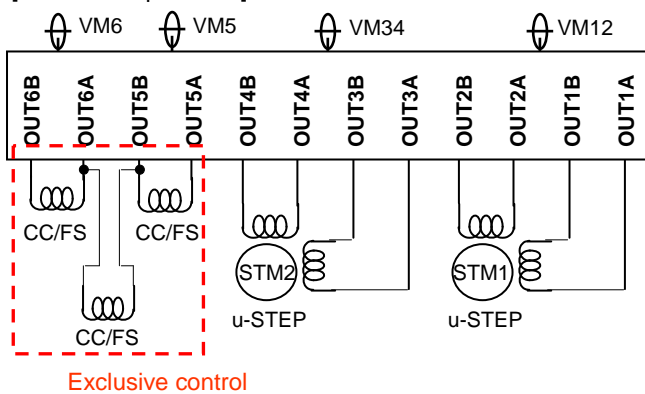 VM6 VM5 VM34 VM12
OUT6B OUT6A OUT5B OUT5A OUT4B OUT4A OUT3B OUT3A OUT2B OUT2A OUT1B OUT1A
CC/FS CC/FS
STM2 STM1
CC/FS
u-STEP u-STEP
Exclusive control